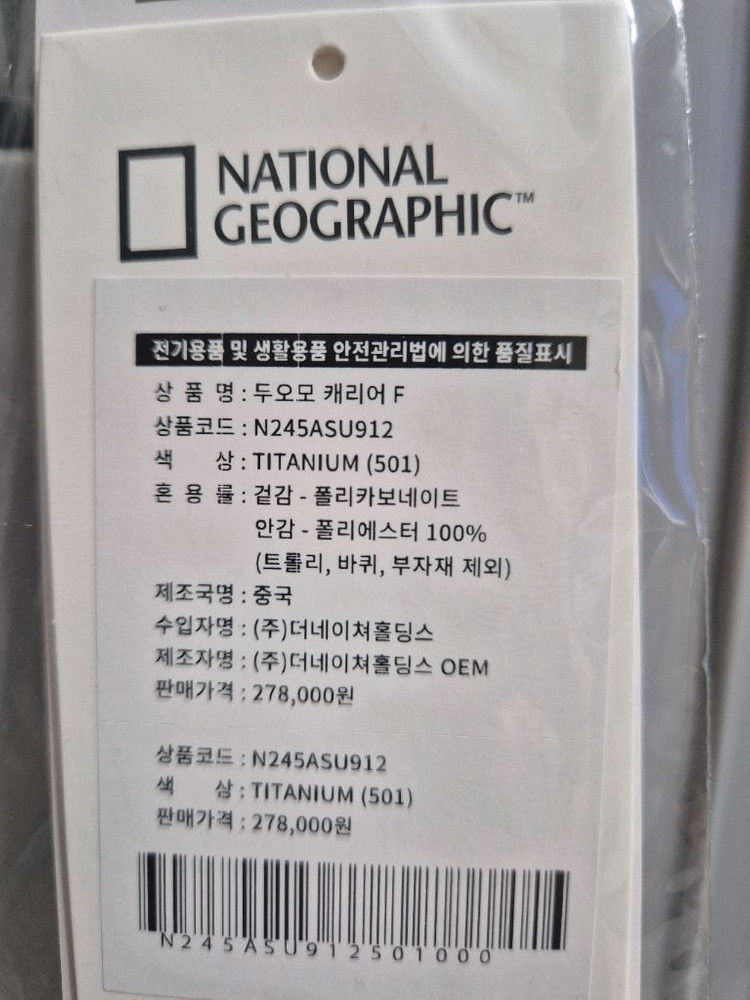 NATIONAL
GEOGRAPHIC™
전기용품 및 생활용품 안전관리법에 의한 품질표시
상 품 명 : 두오모 캐리어 F
상품코드 : N245ASU912
색 상 : TITANIUM (501)
혼 용 률 : 겉감 - 폴리카보네이트
안감 - 폴리에스터 100%
(트롤리, 바퀴, 부자재 제외)
제조국명 : 중국
수입자명 : (주)더네이쳐홀딩스
제조자명 : (주)더네이쳐홀딩스 OEM
판매가격 : 278,000원
상품코드 : N245ASU912
색 상 : TITANIUM (501)
판매가격 : 278,000원
N245ASU912501000